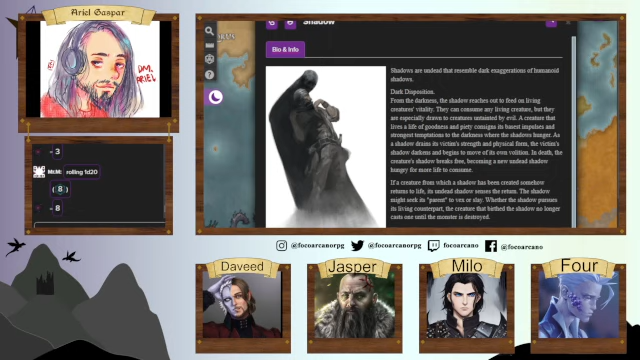 Ariel Gaspar
DM.
ARIEL
- 3
MtM: rolling 1d20
( 8 )
- 8
Shadow
Bio & Info
Shadows are undead that resemble dark exaggerations of humanoid
shadows.
Dark Disposition.
From the darkness, the shadow reaches out to feed on living
creatures' vitality. They can consume any living creature, but they
are especially drawn to creatures untainted by evil. A creature that
lives a life of goodness and piety consigns its basest impulses and
strongest temptations to the darkness where the shadows hunger. As
a shadow drains its victim's strength and physical form, the victim's
shadow darkens and begins to move of its own volition. In death, the
creature's shadow breaks free, becoming a new undead shadow
hungry for more life to consume.
If a creature from which a shadow has been created somehow
returns to life, its undead shadow senses the return. The shadow
might seek its "parent" to vex or slay. Whether the shadow pursues
its living counterpart, the creature that birthed the shadow no longer
casts one until the monster is destroyed.
@focoarcanorpg @focoarcanorpg focoarcano @focoarcano
Daveed Jasper Milo Four